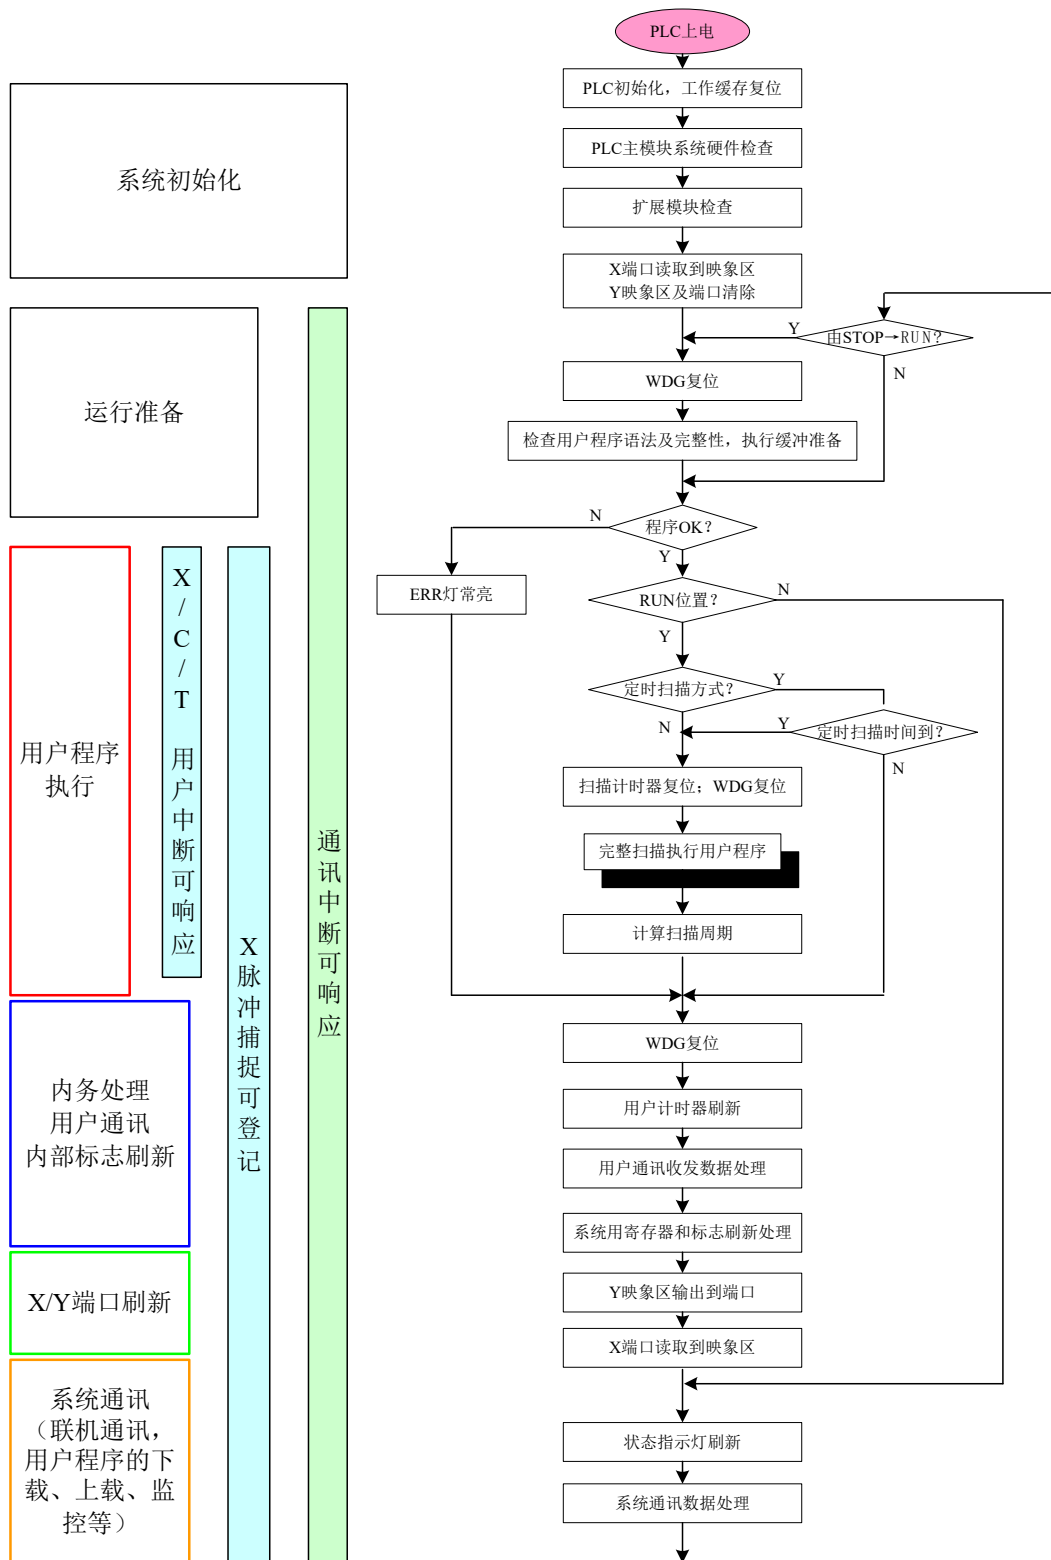 系统初始化
运行准备
用户程序
执行
X
/
C
/
T
用
户
中
断
可
响
应
X
脉
冲
捕
捉
可
登
记
通
讯
中
断
可
响
应
内务处理
用户通讯
内部标志刷新
X/Y端口刷新
系统通讯
（联机通讯，
用户程序的下
载、上载、监
控等）
PLC上电
PLC初始化，工作缓存复位
PLC主模块系统硬件检查
扩展模块检查
X端口读取到映象区
Y映象区及端口清除
Y
由STOP→RUN？
N
WDG复位
检查用户程序语法及完整性，执行缓冲准备
N
程序OK？
Y
ERR灯常亮
RUN位置？
N
Y
定时扫描方式？
Y
N
Y
定时扫描时间到？
N
扫描计时器复位；WDG复位
完整扫描执行用户程序
计算扫描周期
WDG复位
用户计时器刷新
用户通讯收发数据处理
系统用寄存器和标志刷新处理
Y映象区输出到端口
X端口读取到映象区
状态指示灯刷新
系统通讯数据处理